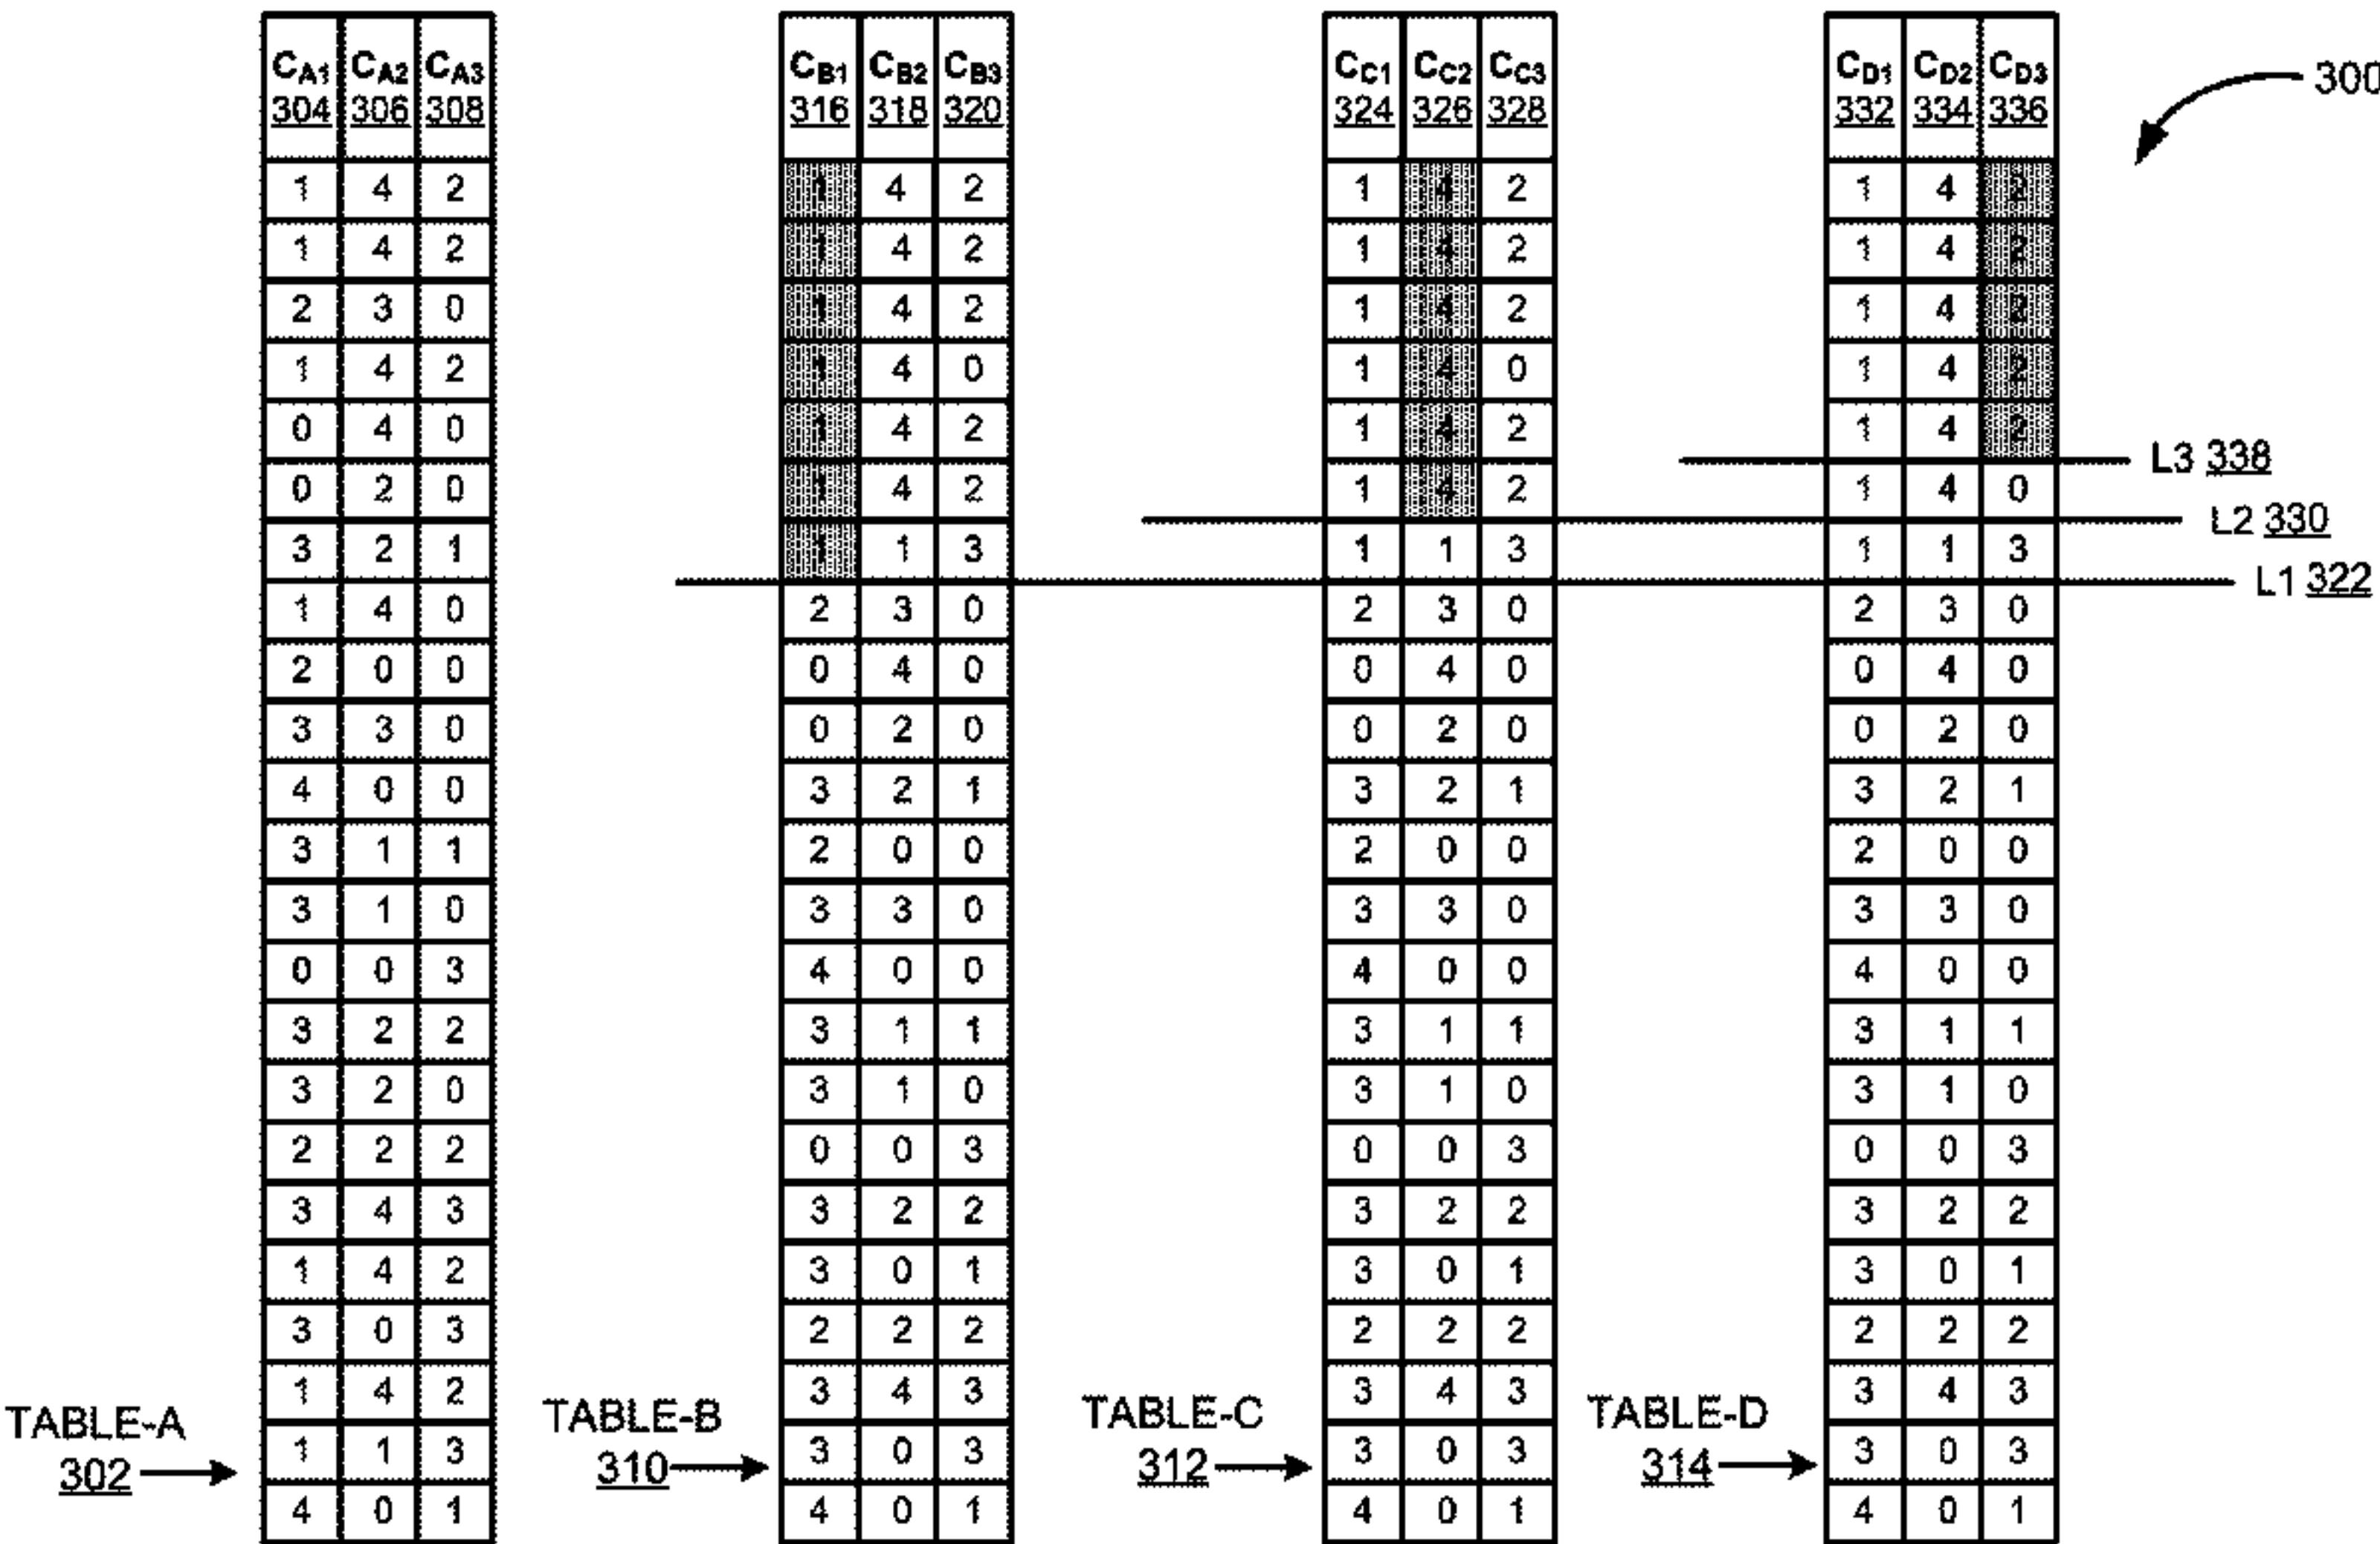 C_A1 C_A2 C_A3 C_B1 C_B2 C_B3 C_C1 C_C2 C_C3 C_D1 C_D2 C_D3 300
304 306 308 316 318 320 324 326 328 332 334 336
1 4 2 1 4 2 1 4 2 1 4 2
1 4 2 1 4 2 1 4 2 1 4 2
2 3 0 1 4 2 1 4 2 1 4 2
1 4 2 1 4 0 1 4 0 1 4 2
0 4 0 1 4 2 1 4 2 1 4 2
L3 338
0 2 0 1 4 2 1 4 2 1 4 0
L2 330
3 2 1 1 1 3 1 1 3 1 1 3
L1 322
1 4 0 2 3 0 2 3 0 2 3 0
2 0 0 0 4 0 0 4 0 0 4 0
3 3 0 0 2 0 0 2 0 0 2 0
4 0 0 3 2 1 3 2 1 3 2 1
3 1 1 2 0 0 2 0 0 2 0 0
3 1 0 3 3 0 3 3 0 3 3 0
0 0 3 4 0 0 4 0 0 4 0 0
3 2 2 3 1 1 3 1 1 3 1 1
3 2 0 3 1 0 3 1 0 3 1 0
2 2 2 0 0 3 0 0 3 0 0 3
3 4 3 3 2 2 3 2 2 3 2 2
1 4 2 3 0 1 3 0 1 3 0 1
3 0 3 2 2 2 2 2 2 2 2 2
1 4 2 3 4 3 3 4 3 3 4 3
TABLE-A TABLE-B TABLE-C TABLE-D
1 1 3 3 0 3 3 0 3 3 0 3
302 310 312 314
4 0 1 4 0 1 4 0 1 4 0 1